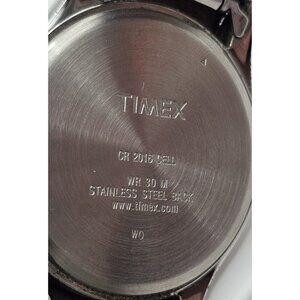 TIMEX
CR 2016 CELL
WR 30 M
STAINLESS STEEL BACK
www.timex.com
WO